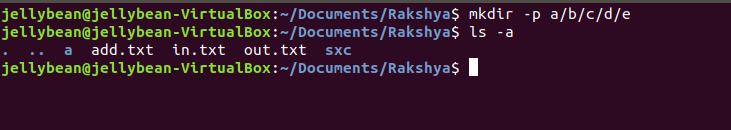 jellybean@jellybean-VirtualBox:~/Documents/Rakshya$ mkdir -p a/b/c/d/e
jellybean@jellybean-VirtualBox:~/Documents/Rakshya$ ls -a
.  ..  a  add.txt  in.txt  out.txt  sxc
jellybean@jellybean-VirtualBox:~/Documents/Rakshya$